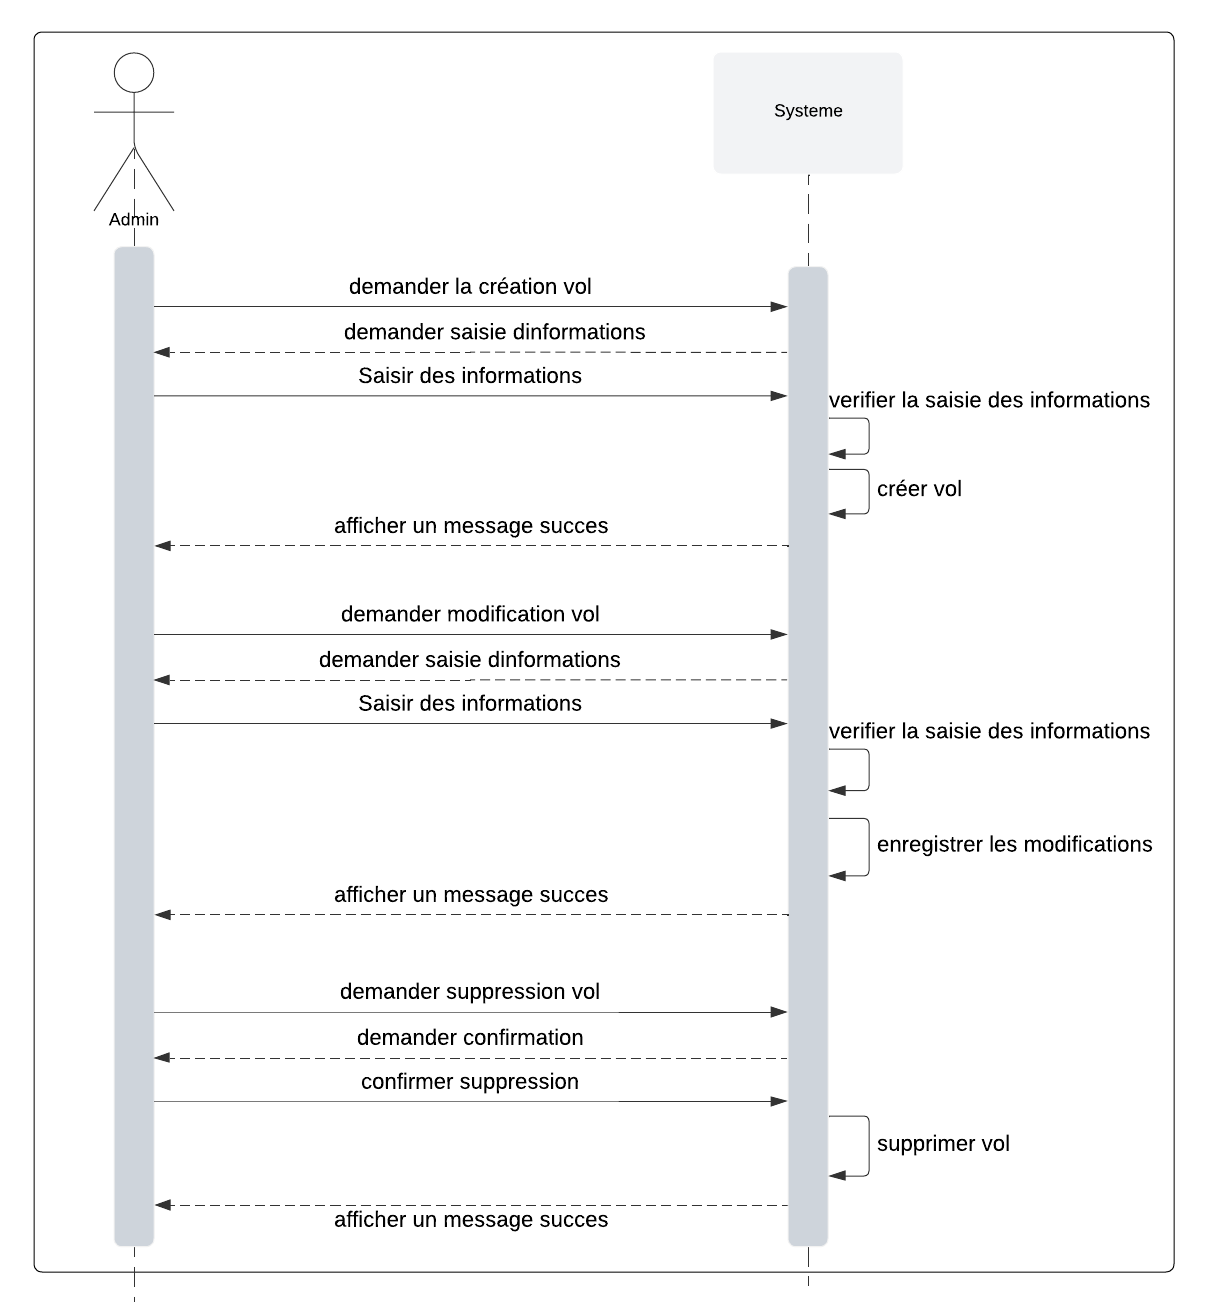 Systeme
Admin
demander la création vol
demander saisie dinformations
Saisir des informations
verifier la saisie des informations
créer vol
afficher un message succes
demander modification vol
demander saisie dinformations
Saisir des informations
verifier la saisie des informations
enregistrer les modifications
afficher un message succes
demander suppression vol
demander confirmation
confirmer suppression
supprimer vol
afficher un message succes